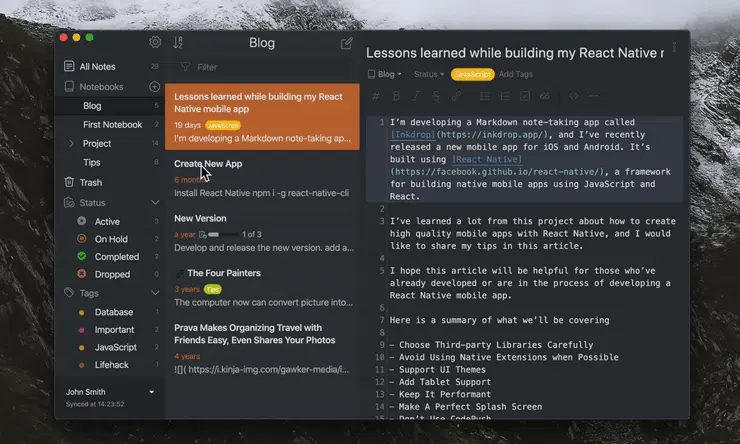 All Notes 29
Notebooks
Blog 5
First Notebook 2
Project 14
Tips 5
Trash
Status
Active 3
On Hold 2
Completed 3
Dropped 2
Tags
Database 1
Important 3
JavaScript 2
Lifehack 1
John Smith
Synced at 14:23:52
Blog
Filter
Lessons learned while building my React
Native mobile app
19 days JavaScript
I'm developing a Markdown note-taking ap...
Create New App
6 mont
Install React Native npm i -g react-native-cli
New Version
a year 1 of 3
Develop and release the new version. add a...
The Four Painters
3 years Tips
The computer now can convert picture into...
Prava Makes Organizing Travel with
Friends Easy, Even Shares Your Photos
4 years
![]( https://i.kinja-img.com/gawker-media/i...
Lessons learned while building my React Native r
Blog Status JavaScript Add Tags
1 I’m developing a Markdown note-taking app called
[Inkdrop](https://inkdrop.app/), and I’ve recently
released a new mobile app for iOS and Android. It’s
built using [React Native]
(https://facebook.github.io/react-native/), a framework
for building native mobile apps using JavaScript and
React.
2
3 I’ve learned a lot from this project about how to create
high quality mobile apps with React Native, and I would
like to share my tips in this article.
4
5 I hope this article will be helpful for those who’ve
already developed or are in the process of developing a
React Native mobile app.
6
7 Here is a summary of what we’ll be covering
8
9 - Choose Third-party Libraries Carefully
10 - Avoid Using Native Extensions when Possible
11 - Support UI Themes
12 - Add Tablet Support
13 - Keep It Performant
14 - Make A Perfect Splash Screen
15 - Don't Use CodePush